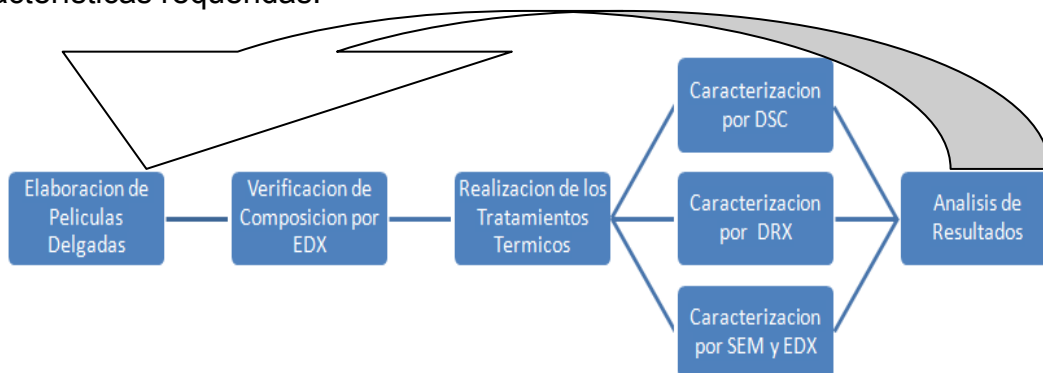 Elaboracion de
Peliculas
Delgadas
Verificacion de
Composicion por
EDX
Realizacion de los
Tratamientos
Termicos
Caracterizacion
por DSC
Caracterizacion
por DRX
Caracterizacion
por SEM y EDX
Analisis de
Resultados